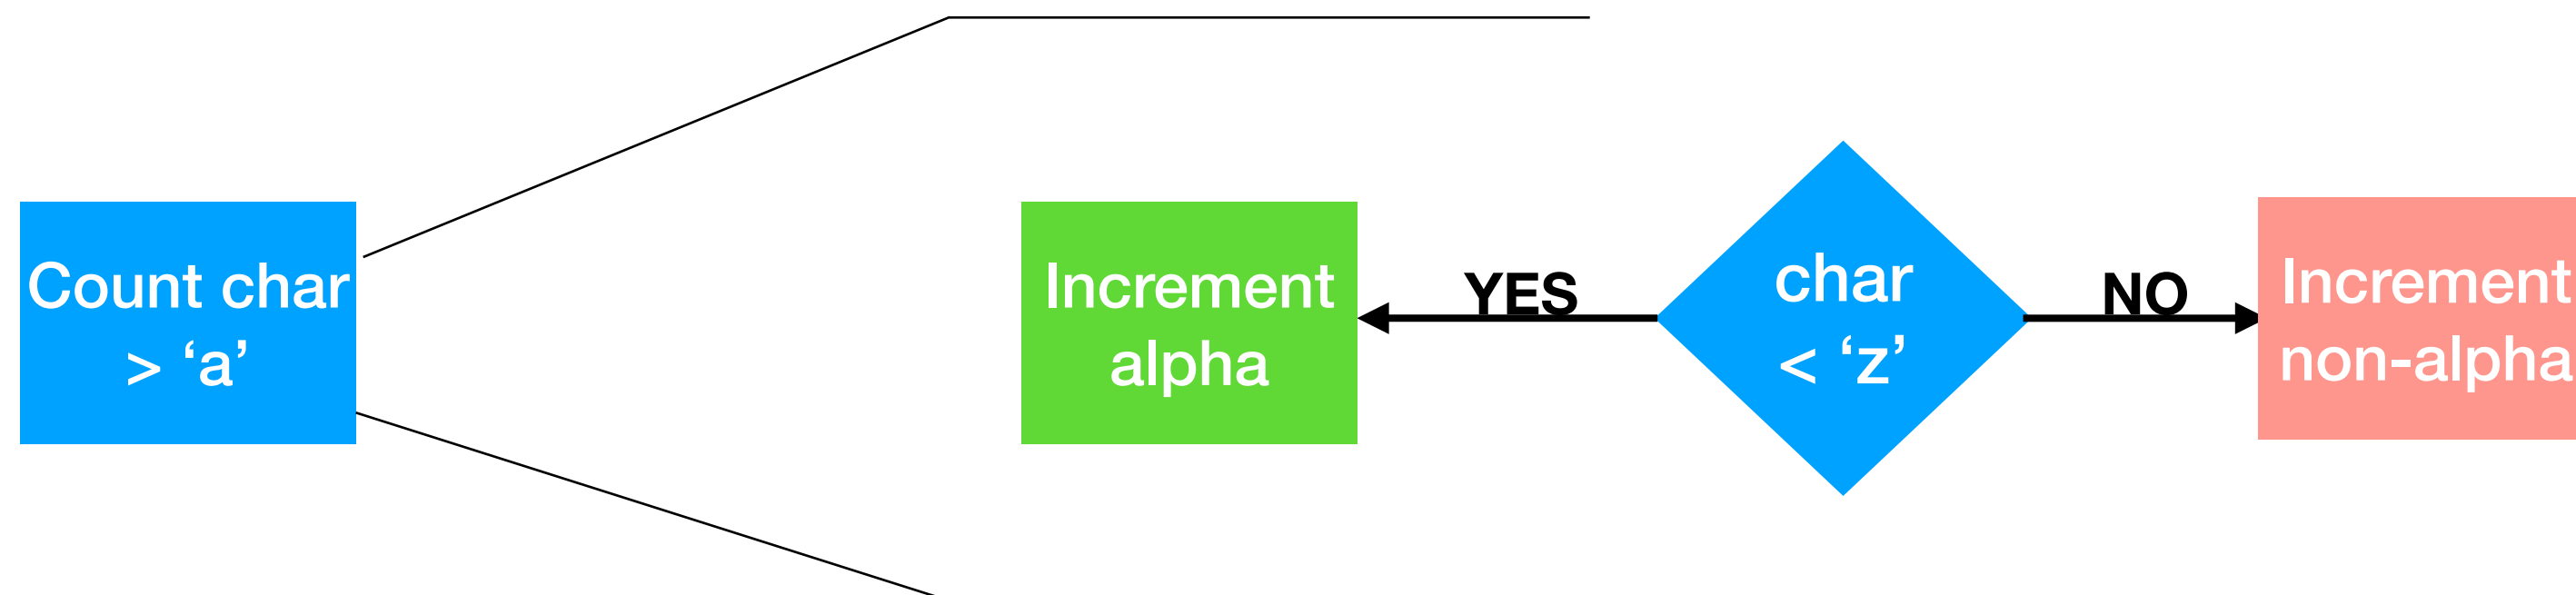 Count char
> ‘a’
Increment
alpha
YES
char
< ‘z’
NO
Increment
non-alpha